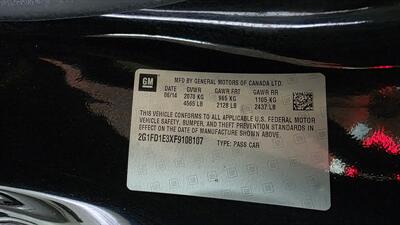 GM
MFD BY GENERAL MOTORS OF CANADA LTD.
DATE GVWR GAWR FRT GAWR RR
06/14 2070 KG 965 KG 1105 KG
4565 LB 2128 LB 2437 LB
THIS VEHICLE CONFORMS TO ALL APPLICABLE U.S. FEDERAL MOTOR
VEHICLE SAFETY, BUMPER, AND THEFT PREVENTION STANDARDS IN
EFFECT ON THE DATE OF MANUFACTURE SHOWN ABOVE.
2G1FD1E3XF9108107 TYPE: PASS CAR